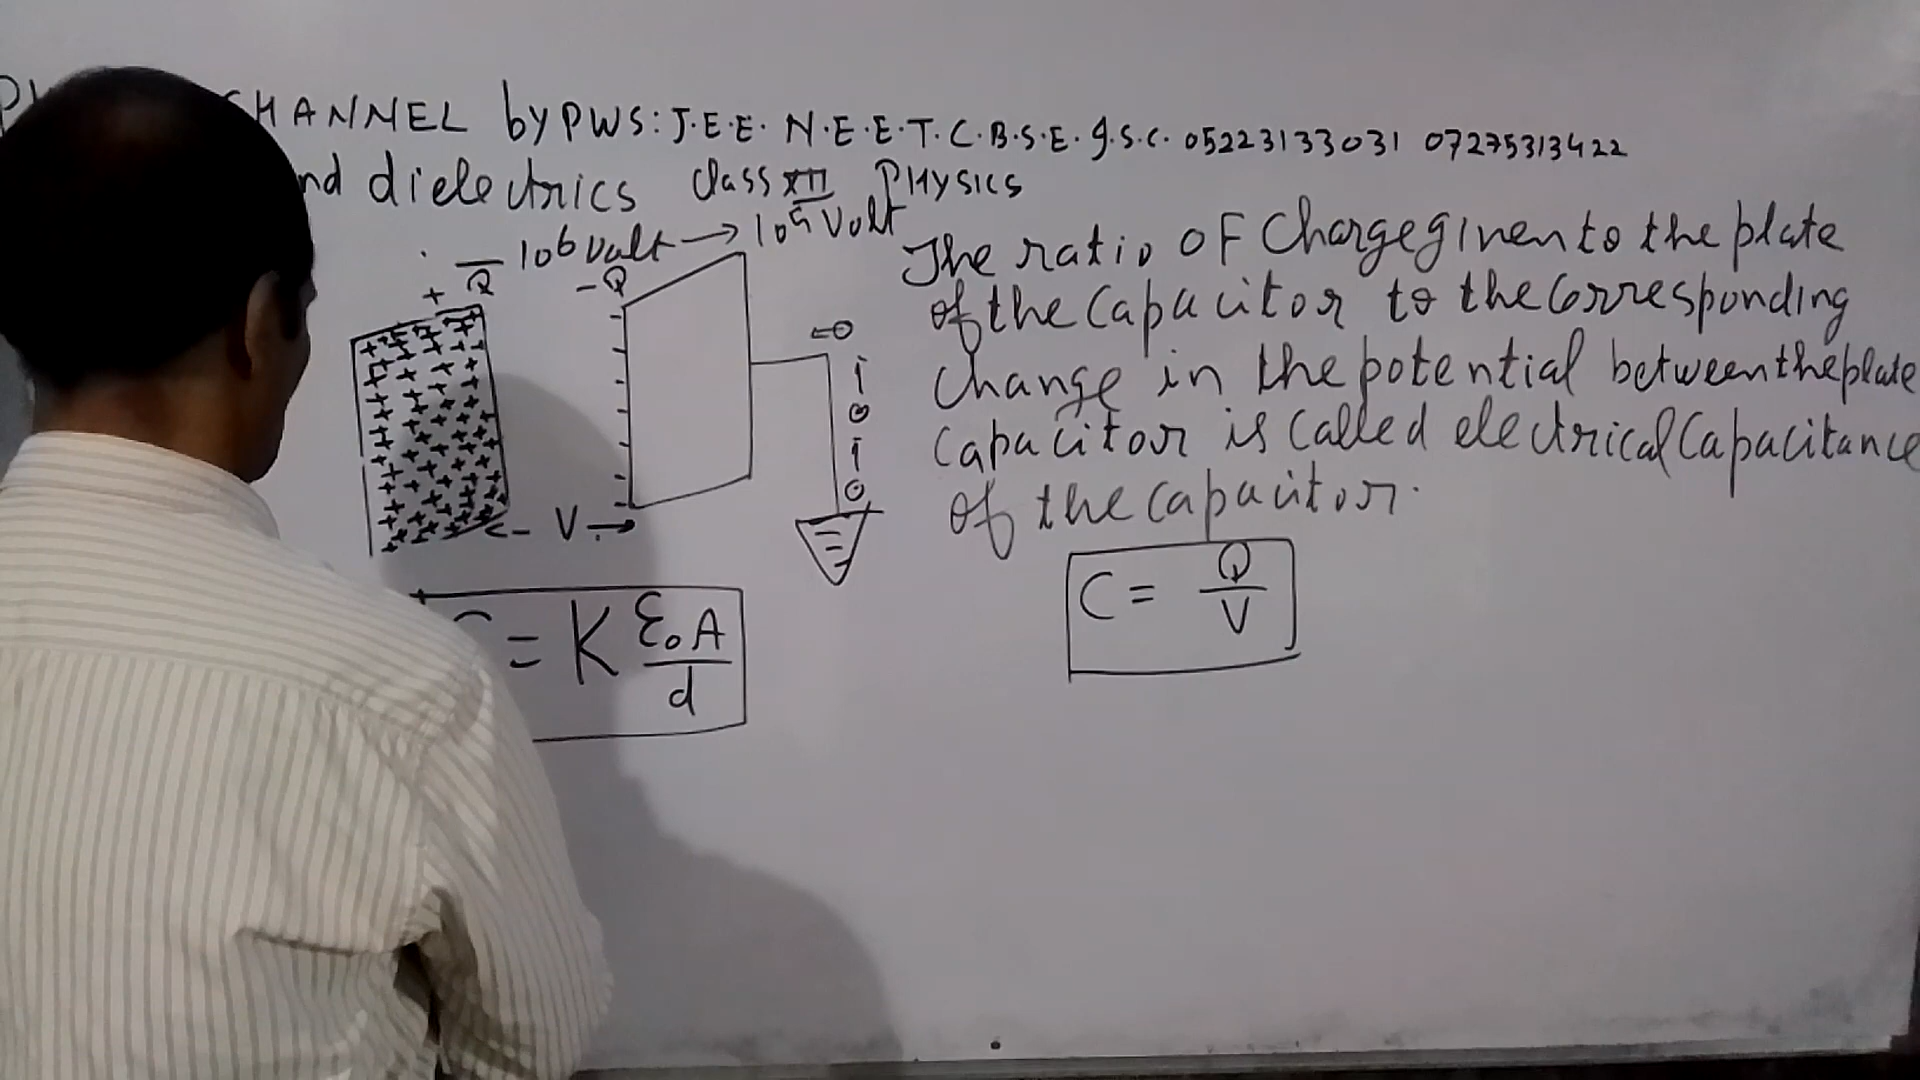 HANNEL by PWS: J.E.E. N.E.E.T. C.B.S.E. I.S.C. 05223133031 07275313422
nd dielectrics Class XII PHYSICS
10⁶ Volt → 10⁵ Volt
+ Q
-Q
← V →
= K ε₀A
d
The ratio of Charge given to the plate
of the Capacitor to the Corresponding
Change in the potential between the plate
Capacitor is Called electrical Capacitance
of the Capacitor.
C = Q
V